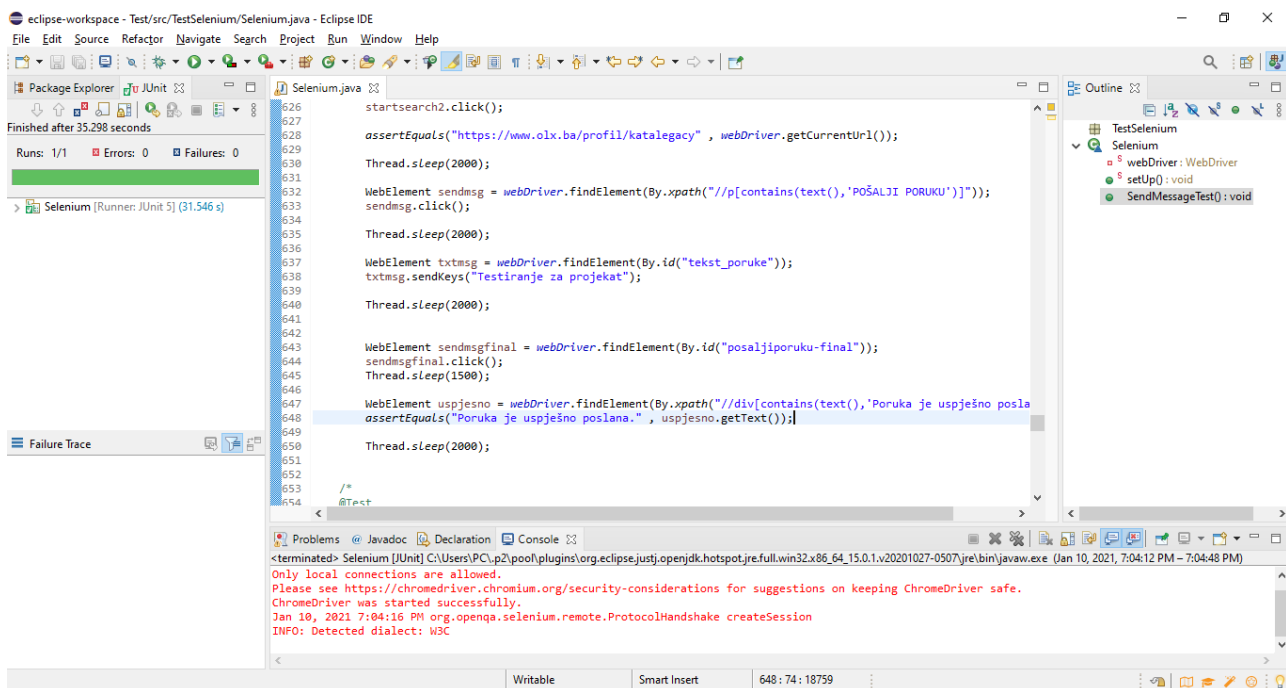 eclipse-workspace - Test/src/TestSelenium/Selenium.java - Eclipse IDE
File Edit Source Refactor Navigate Search Project Run Window Help
Package Explorer JUnit
Finished after 35.298 seconds
Runs: 1/1 Errors: 0 Failures: 0
Selenium [Runner: JUnit 5] (31.546 s)
Failure Trace
Selenium.java
626 startsearch2.click();
627
628 assertEquals("https://www.olx.ba/profil/katalegacy" , webDriver.getCurrentUrl());
629
630 Thread.sleep(2000);
631
632 WebElement sendmsg = webDriver.findElement(By.xpath("//p[contains(text(),'POŠALJI PORUKU')]"));
633 sendmsg.click();
634
635 Thread.sleep(2000);
636
637 WebElement txtmsg = webDriver.findElement(By.id("tekst_poruke"));
638 txtmsg.sendKeys("Testiranje za projekat");
639
640 Thread.sleep(2000);
641
642
643 WebElement sendmsgfinal = webDriver.findElement(By.id("posaljiporuku-final"));
644 sendmsgfinal.click();
645 Thread.sleep(1500);
646
647 WebElement uspjesno = webDriver.findElement(By.xpath("//div[contains(text(),'Poruka je uspješno posla
648 assertEquals("Poruka je uspješno poslana." , uspjesno.getText());
649
650 Thread.sleep(2000);
651
652
653 /*
654 @Test
Outline
TestSelenium
Selenium
webDriver : WebDriver
setUp() : void
SendMessageTest() : void
Problems Javadoc Declaration Console
<terminated> Selenium [JUnit] C:\Users\PC\.p2\pool\plugins\org.eclipse.justj.openjdk.hotspot.jre.full.win32.x86_64_15.0.1.v20201027-0507\jre\bin\javaw.exe (Jan 10, 2021, 7:04:12 PM – 7:04:48 PM)
Only local connections are allowed.
Please see https://chromedriver.chromium.org/security-considerations for suggestions on keeping ChromeDriver safe.
ChromeDriver was started successfully.
Jan 10, 2021 7:04:16 PM org.openqa.selenium.remote.ProtocolHandshake createSession
INFO: Detected dialect: W3C
Writable Smart Insert 648 : 74 : 18759